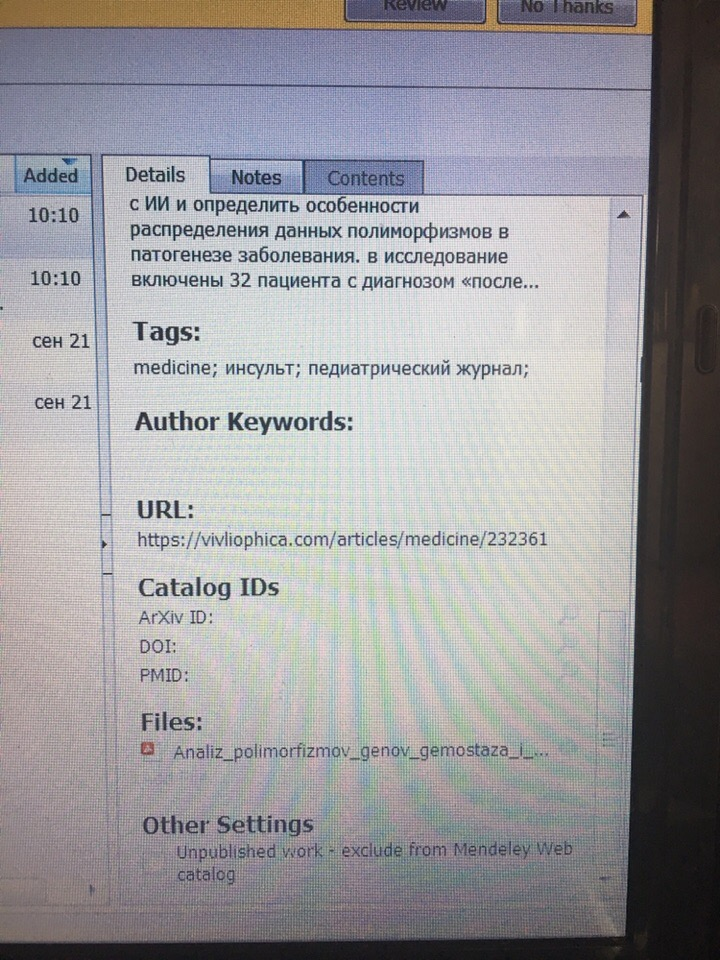 Review
No Thanks
Added
Details
Notes
Contents
10:10
10:10
сен 21
сен 21
с ИИ и определить особенности
распределения данных полиморфизмов в
патогенезе заболевания. в исследование
включены 32 пациента с диагнозом «после...
Tags:
medicine; инсульт; педиатрический журнал;
Author Keywords:
URL:
https://vivliophica.com/articles/medicine/232361
Catalog IDs
ArXiv ID:
DOI:
PMID:
Files:
Analiz_polimorfizmov_genov_gemostaza_i_...
Other Settings
Unpublished work - exclude from Mendeley Web
catalog